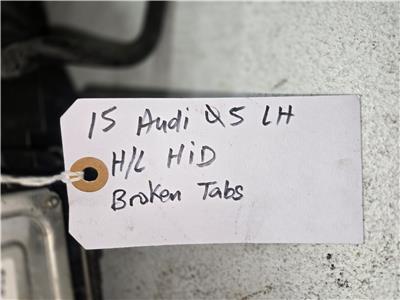 15 Audi Q5 LH
H/L HiD
Broken Tabs